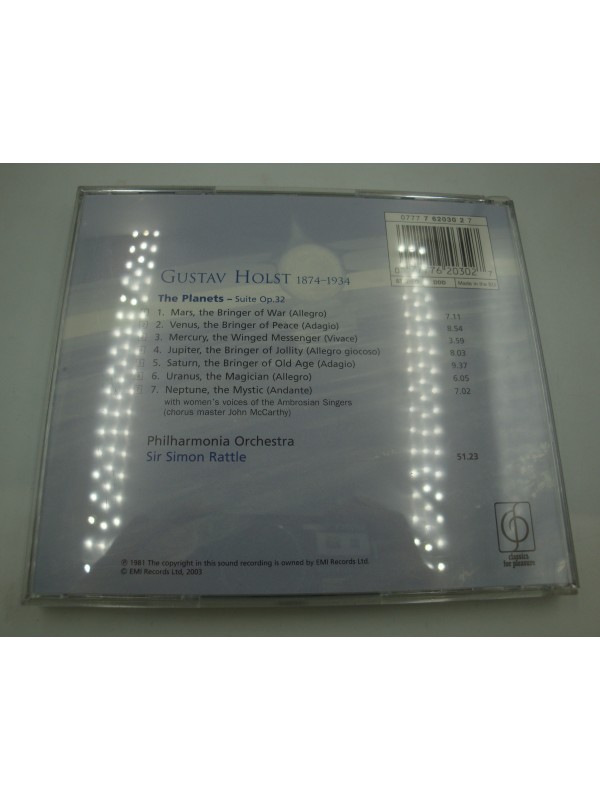 0777 7 62030 2 7
GUSTAV HOLST 1874–1934
Made in the EU
The Planets – Suite Op.32
1. Mars, the Bringer of War (Allegro) 7.11
2. Venus, the Bringer of Peace (Adagio) 8.54
3. Mercury, the Winged Messenger (Vivace) 3.59
4. Jupiter, the Bringer of Jollity (Allegro giocoso) 8.03
5. Saturn, the Bringer of Old Age (Adagio) 9.37
6. Uranus, the Magician (Allegro) 6.05
7. Neptune, the Mystic (Andante) 7.02
with women's voices of the Ambrosian Singers
(chorus master John McCarthy)
Philharmonia Orchestra
Sir Simon Rattle 51.23
classics
for pleasure
℗ 1981 The copyright in this sound recording is owned by EMI Records Ltd.
© EMI Records Ltd, 2003